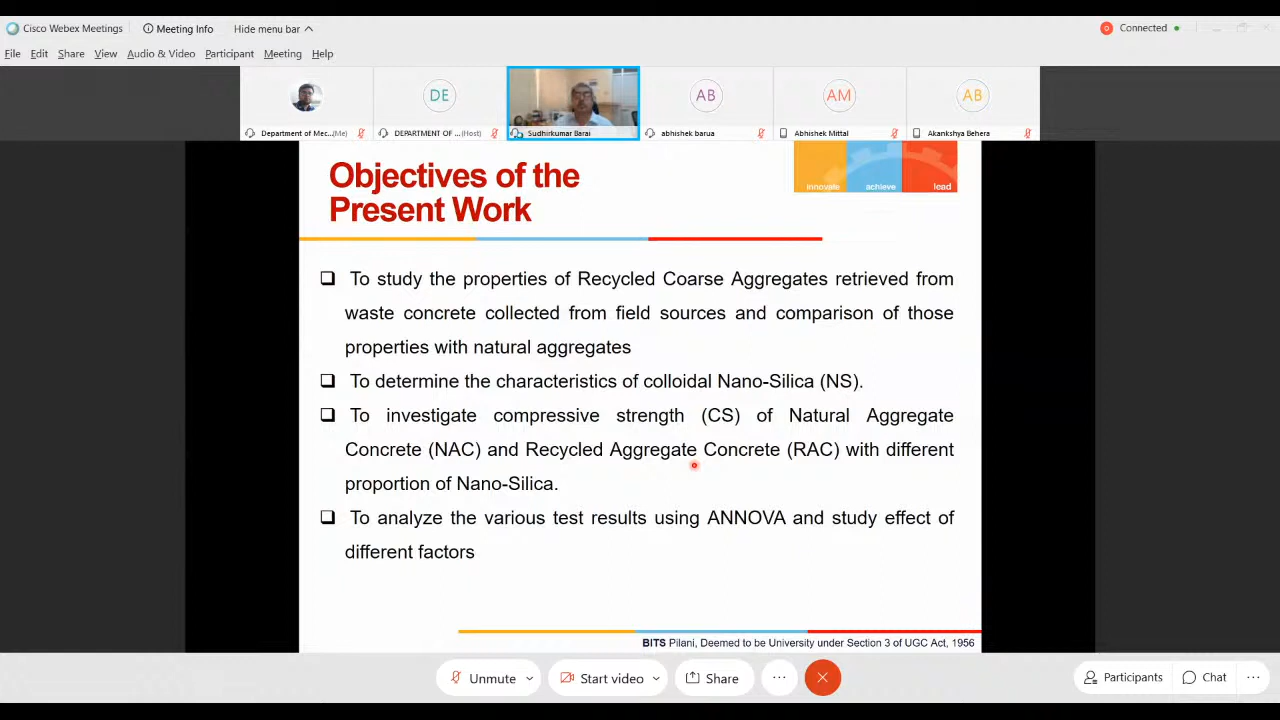 Cisco Webex Meetings
Meeting Info
Hide menu bar
Connected
File Edit Share View Audio & Video Participant Meeting Help
DE
AB
AM
AB
Department of Mec... (Me)
DEPARTMENT OF ... (Host)
Sudhirkumar Barai
abhishek barua
Abhishek Mittal
Akankshya Behera
Objectives of the
Present Work
innovate achieve lead
To study the properties of Recycled Coarse Aggregates retrieved from
waste concrete collected from field sources and comparison of those
properties with natural aggregates
To determine the characteristics of colloidal Nano-Silica (NS).
To investigate compressive strength (CS) of Natural Aggregate
Concrete (NAC) and Recycled Aggregate Concrete (RAC) with different
proportion of Nano-Silica.
To analyze the various test results using ANNOVA and study effect of
different factors
BITS Pilani, Deemed to be University under Section 3 of UGC Act, 1956
Unmute
Start video
Share
Participants
Chat